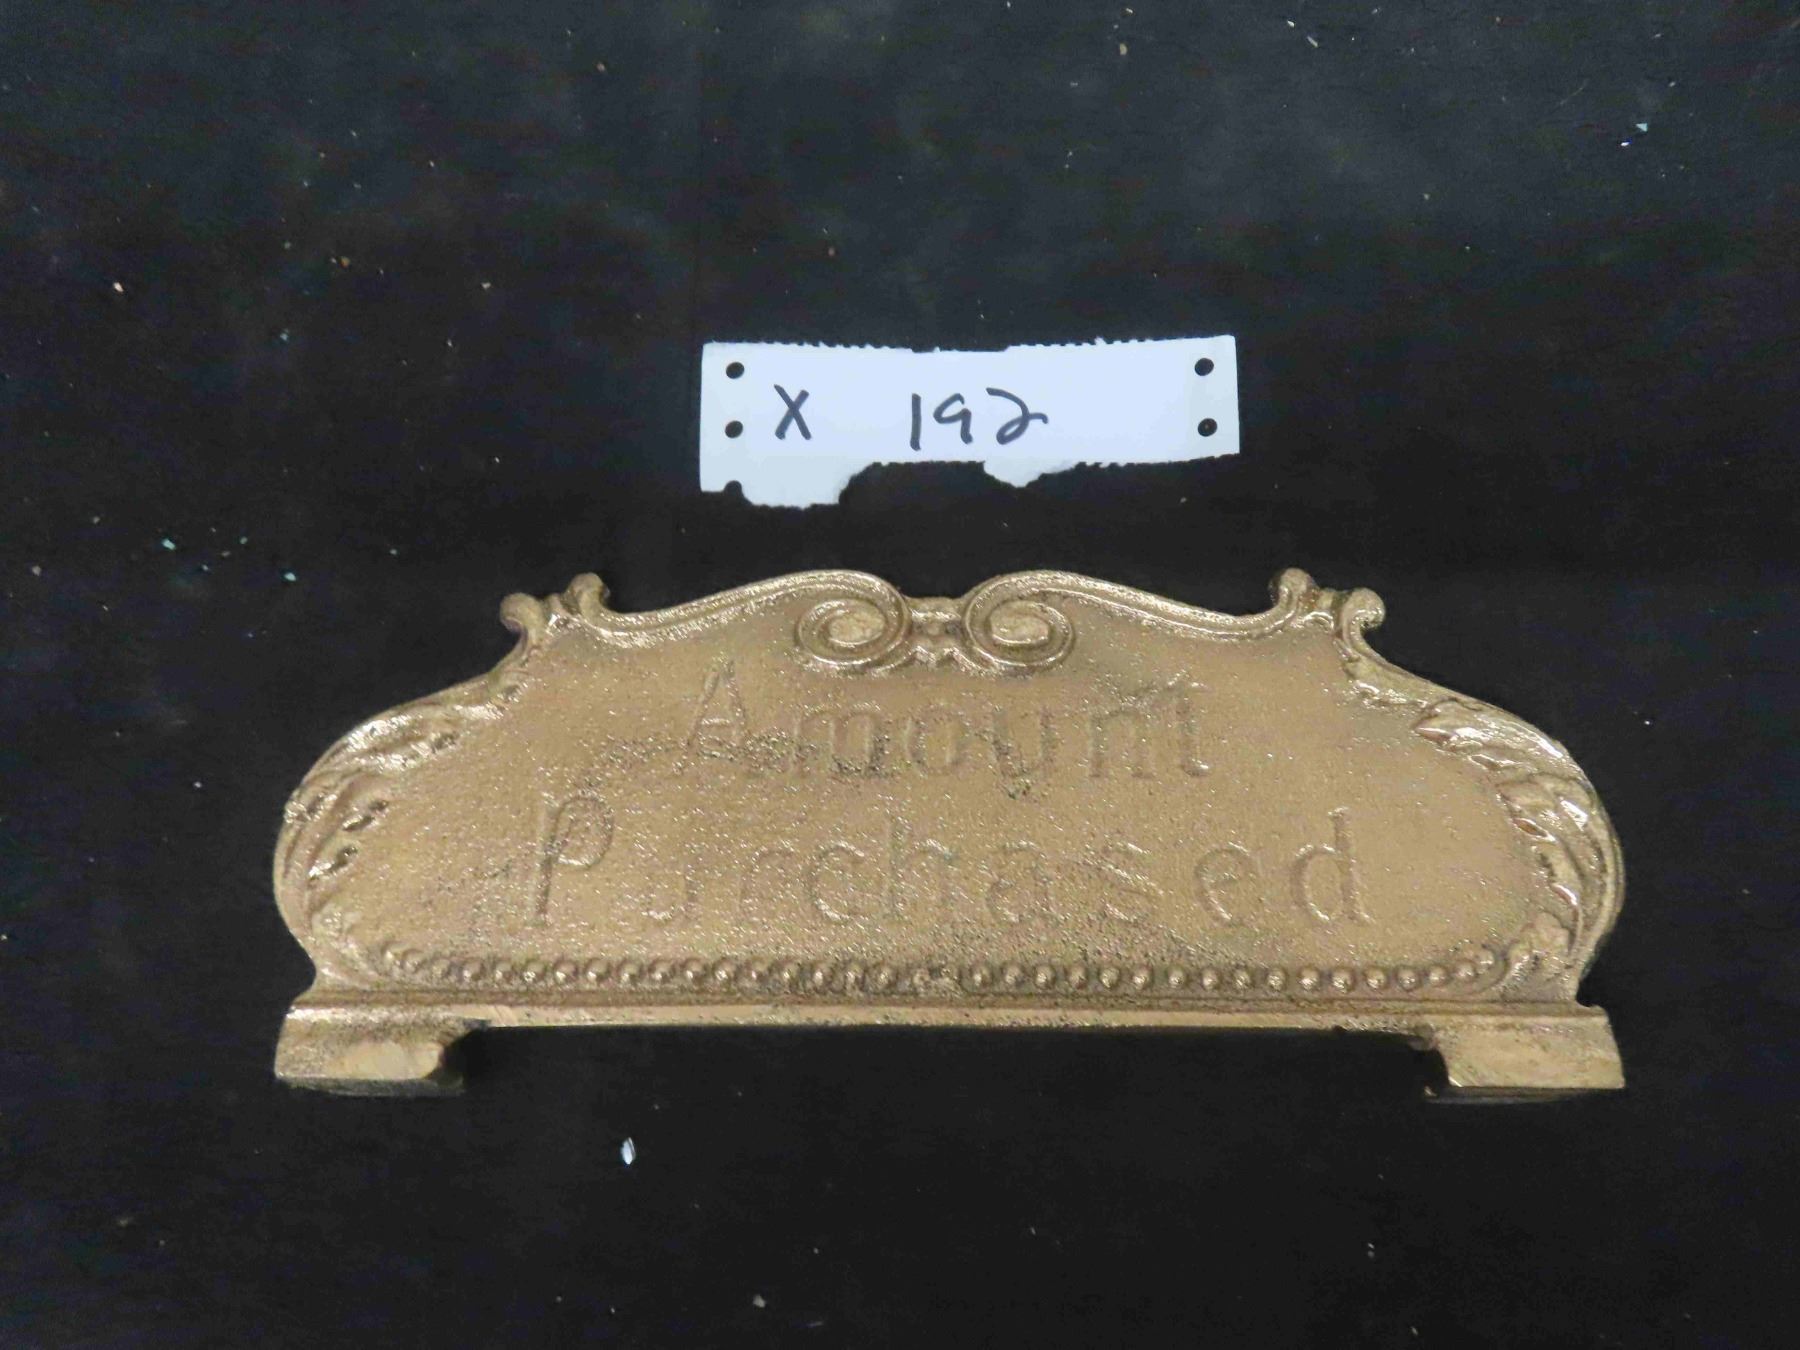 X 192
Amount
Purchased